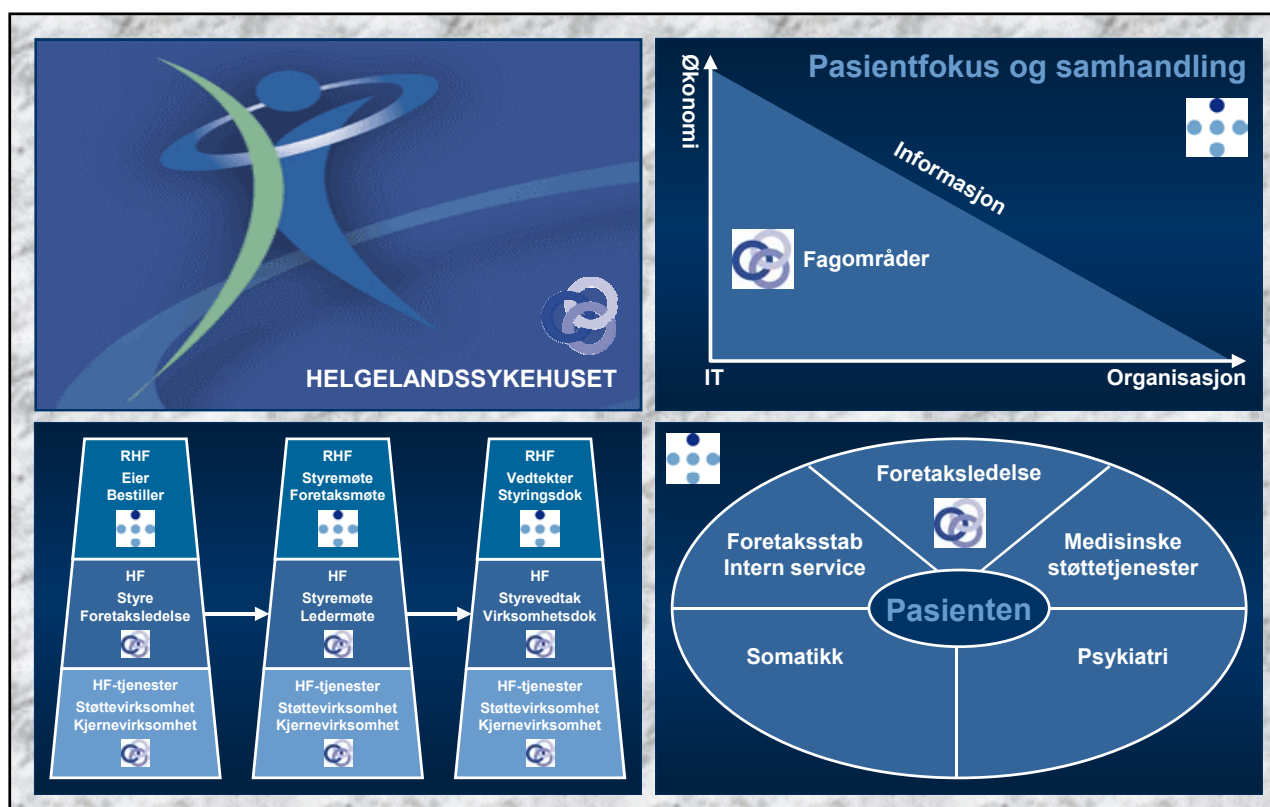 HELGELANDSSYKEHUSET
Pasientfokus og samhandling
Økonomi
Informasjon
Fagområder
IT
Organisasjon
RHF
Eier
Bestiller
HF
Styre
Foretaksledelse
HF-tjenester
Støttevirksomhet
Kjernevirksomhet
RHF
Styremøte
Foretaksmøte
HF
Styremøte
Ledermøte
HF-tjenester
Støttevirksomhet
Kjernevirksomhet
RHF
Vedtekter
Styringsdok
HF
Styrevedtak
Virksomhetsdok
HF-tjenester
Støttevirksomhet
Kjernevirksomhet
Foretaksledelse
Foretaksstab
Intern service
Medisinske
støttetjenester
Pasienten
Somatikk
Psykiatri